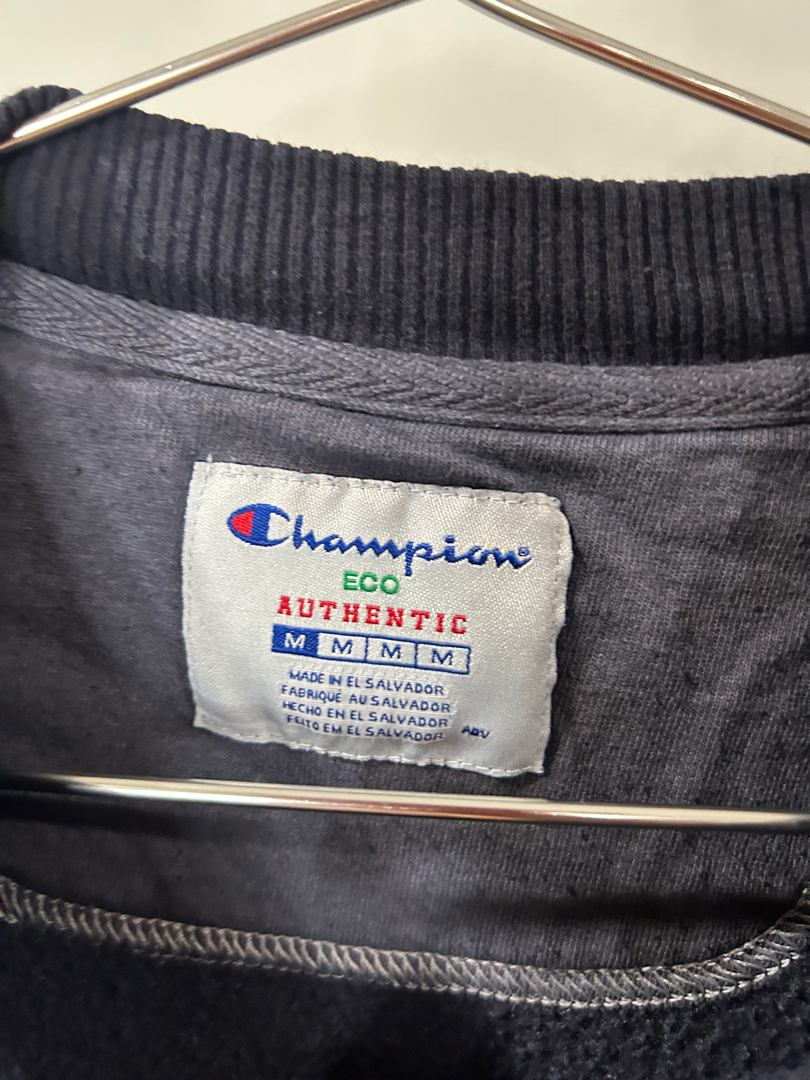 Champion®
ECO
AUTHENTIC
M M M M
MADE IN EL SALVADOR
FABRIQUÉ AU SALVADOR
HECHO EN EL SALVADOR
FEITO EM EL SALVADOR ABV